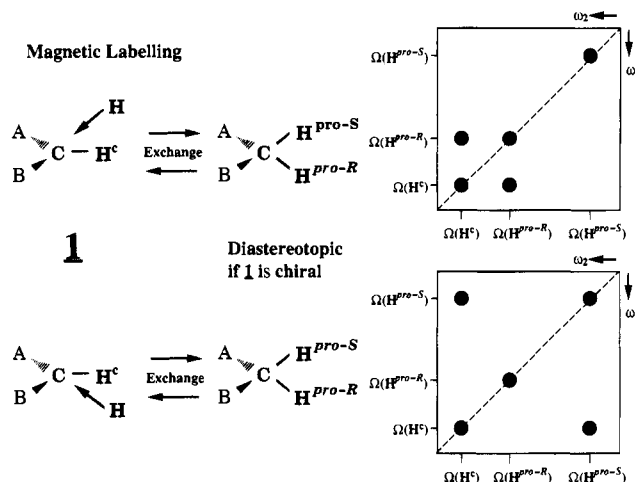 Magnetic Labelling
H
A
C
H^c
B
Exchange
A
C
H^pro-S
H^pro-R
B
1
Diastereotopic
if 1 is chiral
A
C
H^c
H
B
Exchange
A
C
H^pro-S
H^pro-R
B
ω2
ω
Ω(H^pro-S)
Ω(H^pro-R)
Ω(H^c)
Ω(H^c) Ω(H^pro-R) Ω(H^pro-S)
ω2
ω
Ω(H^pro-S)
Ω(H^pro-R)
Ω(H^c)
Ω(H^c) Ω(H^pro-R) Ω(H^pro-S)